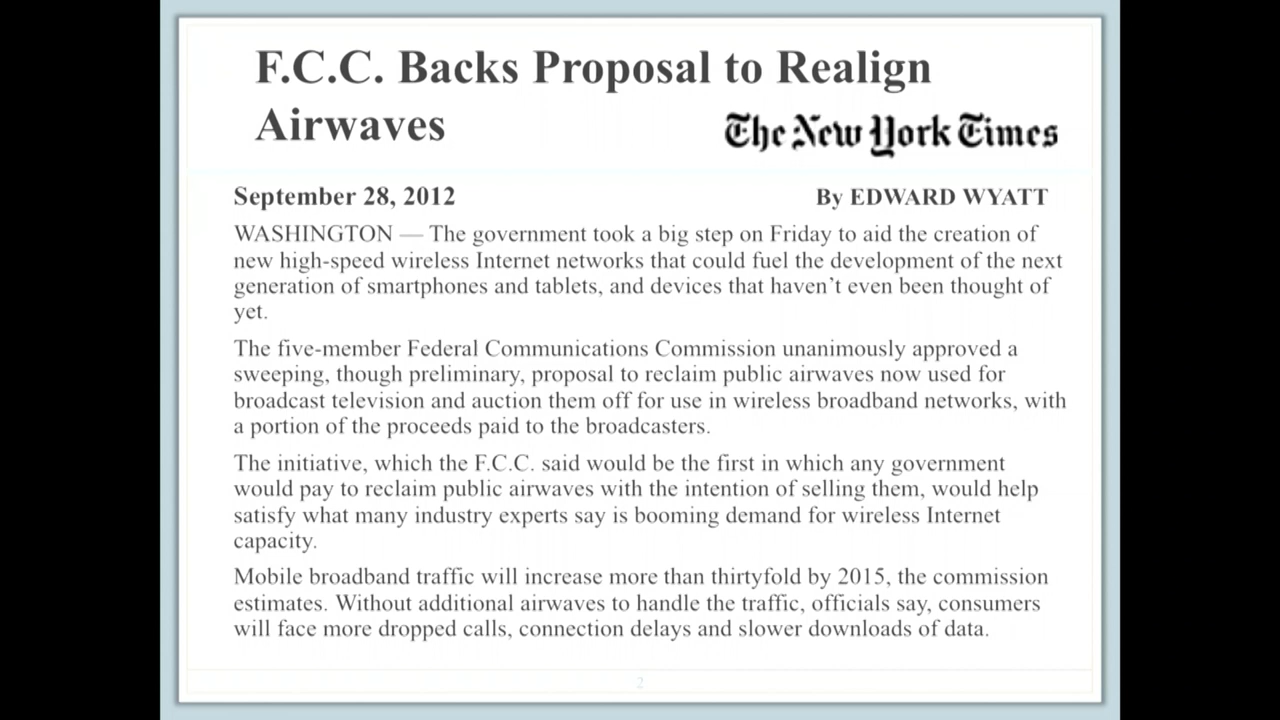 F.C.C. Backs Proposal to Realign
Airwaves
The New York Times
September 28, 2012 By EDWARD WYATT
WASHINGTON — The government took a big step on Friday to aid the creation of
new high-speed wireless Internet networks that could fuel the development of the next
generation of smartphones and tablets, and devices that haven’t even been thought of
yet.
The five-member Federal Communications Commission unanimously approved a
sweeping, though preliminary, proposal to reclaim public airwaves now used for
broadcast television and auction them off for use in wireless broadband networks, with
a portion of the proceeds paid to the broadcasters.
The initiative, which the F.C.C. said would be the first in which any government
would pay to reclaim public airwaves with the intention of selling them, would help
satisfy what many industry experts say is booming demand for wireless Internet
capacity.
Mobile broadband traffic will increase more than thirtyfold by 2015, the commission
estimates. Without additional airwaves to handle the traffic, officials say, consumers
will face more dropped calls, connection delays and slower downloads of data.
2